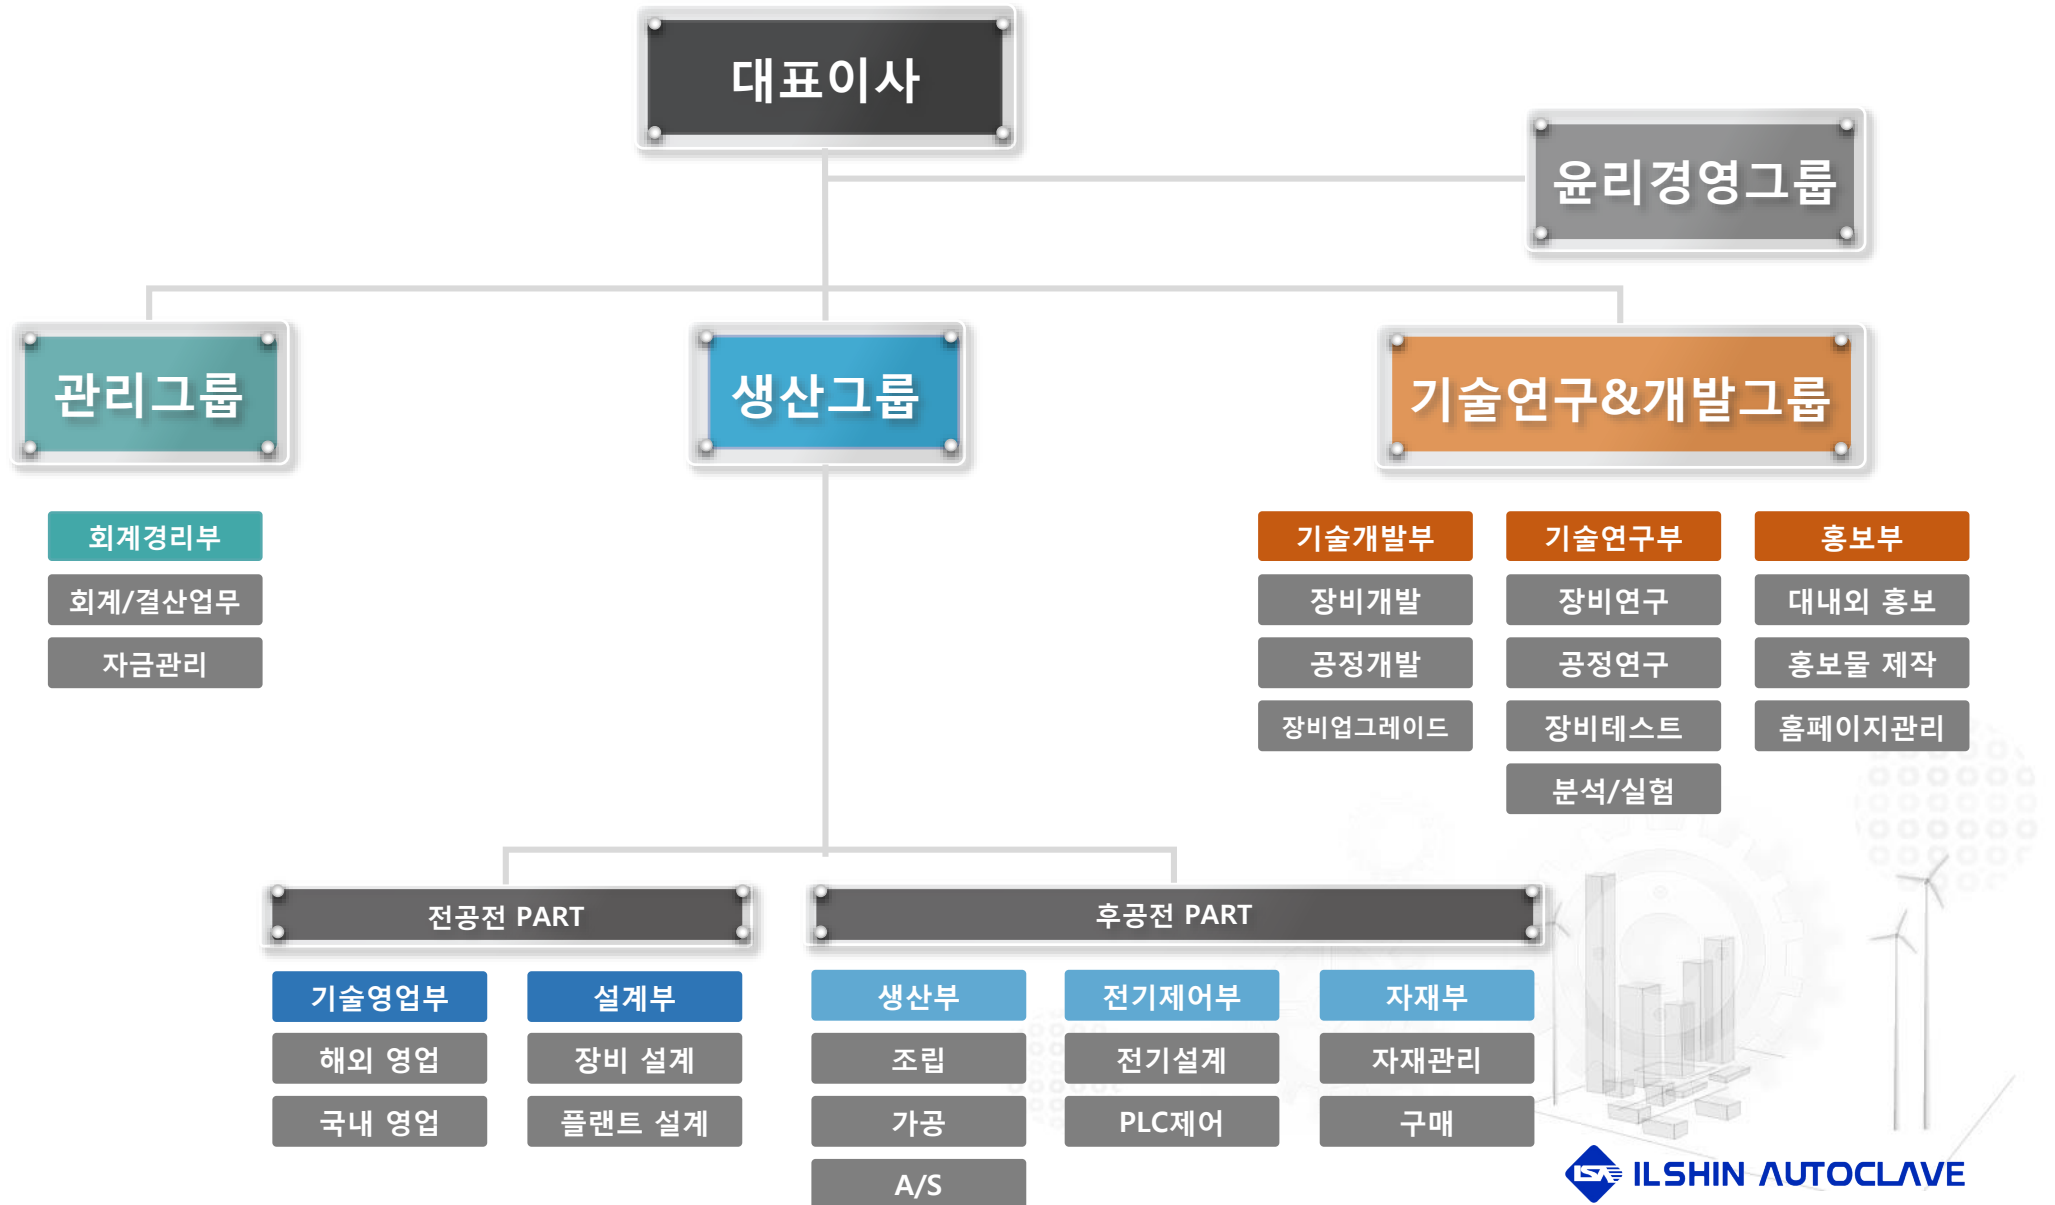 대표이사
윤리경영그룹
관리그룹
생산그룹
기술연구&개발그룹
회계경리부
회계/결산업무
자금관리
기술개발부
장비개발
공정개발
장비업그레이드
기술연구부
장비연구
공정연구
장비테스트
분석/실험
홍보부
대내외 홍보
홍보물 제작
홈페이지관리
전공전 PART
기술영업부
해외 영업
국내 영업
설계부
장비 설계
플랜트 설계
후공전 PART
생산부
조립
가공
A/S
전기제어부
전기설계
PLC제어
자재부
자재관리
구매
ISA ILSHIN AUTOCLAVE